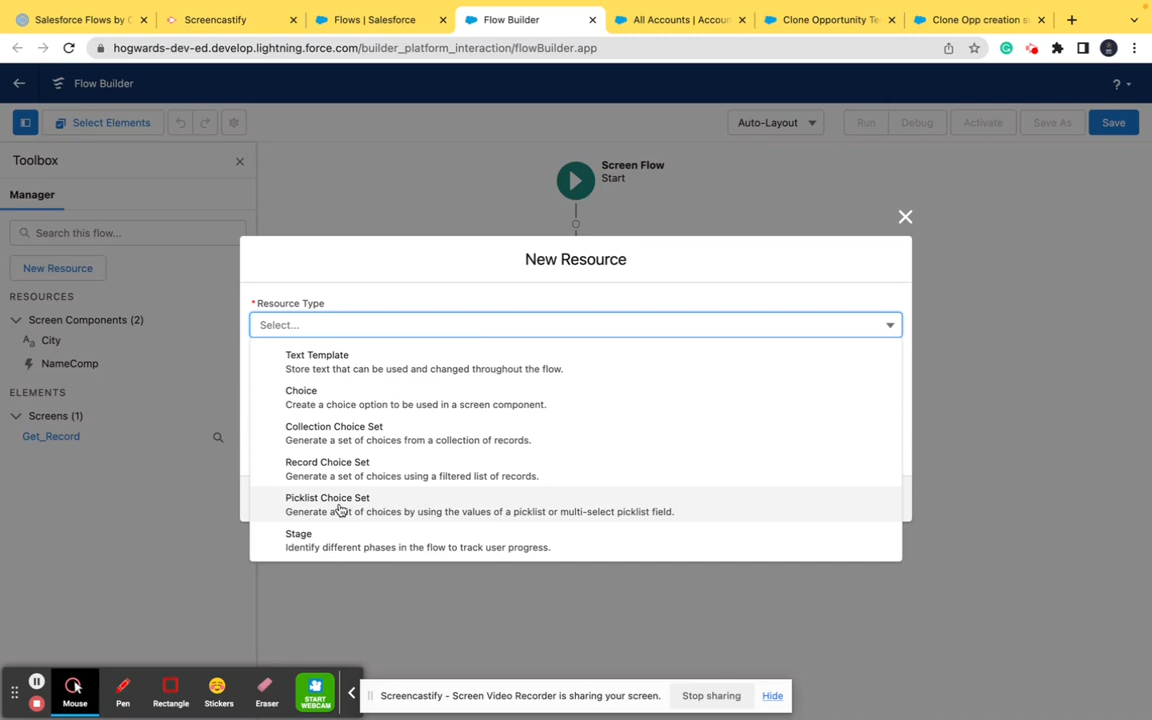 Salesforce Flows by C
Screencastify
Flows | Salesforce
Flow Builder
All Accounts | Accoun
Clone Opportunity Te
Clone Opp creation s
hogwards-dev-ed.develop.lightning.force.com/builder_platform_interaction/flowBuilder.app
Flow Builder
?
Select Elements
Auto-Layout
Run
Debug
Activate
Save As
Save
Toolbox
Manager
Search this flow...
New Resource
RESOURCES
Screen Components (2)
Aa City
NameComp
ELEMENTS
Screens (1)
Get_Record
Screen Flow
Start
New Resource
* Resource Type
Select...
Text Template
Store text that can be used and changed throughout the flow.
Choice
Create a choice option to be used in a screen component.
Collection Choice Set
Generate a set of choices from a collection of records.
Record Choice Set
Generate a set of choices using a filtered list of records.
Picklist Choice Set
Generate a set of choices by using the values of a picklist or multi-select picklist field.
Stage
Identify different phases in the flow to track user progress.
Mouse
Pen
Rectangle
Stickers
Eraser
START
WEBCAM
Screencastify - Screen Video Recorder is sharing your screen.
Stop sharing
Hide